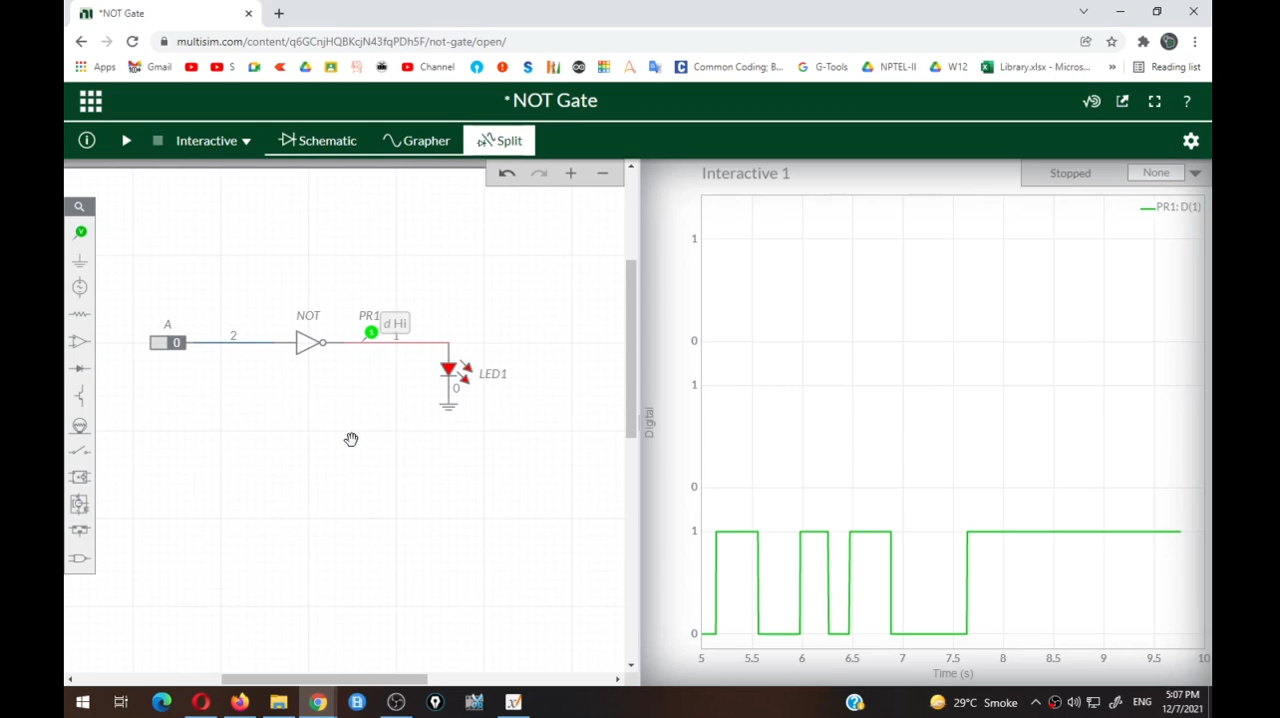 *NOT Gate
multisim.com/content/q6GCnjHQBKcjN43fqPDh5F/not-gate/open/
Apps Gmail S Channel S Common Coding; B... G-Tools NPTEL-II W12 Library.xlsx - Micros... » Reading list
*NOT Gate ?
Interactive Schematic Grapher Split
Interactive 1 Stopped None
PR1: D(1)
A 0 2 NOT PR1 d Hi 1
LED1
0
Digital
1
0
1
0
1
0
5 5.5 6 6.5 7 7.5 8 8.5 9 9.5 10
Time (s)
29°C Smoke ENG 5:07 PM
12/7/2021